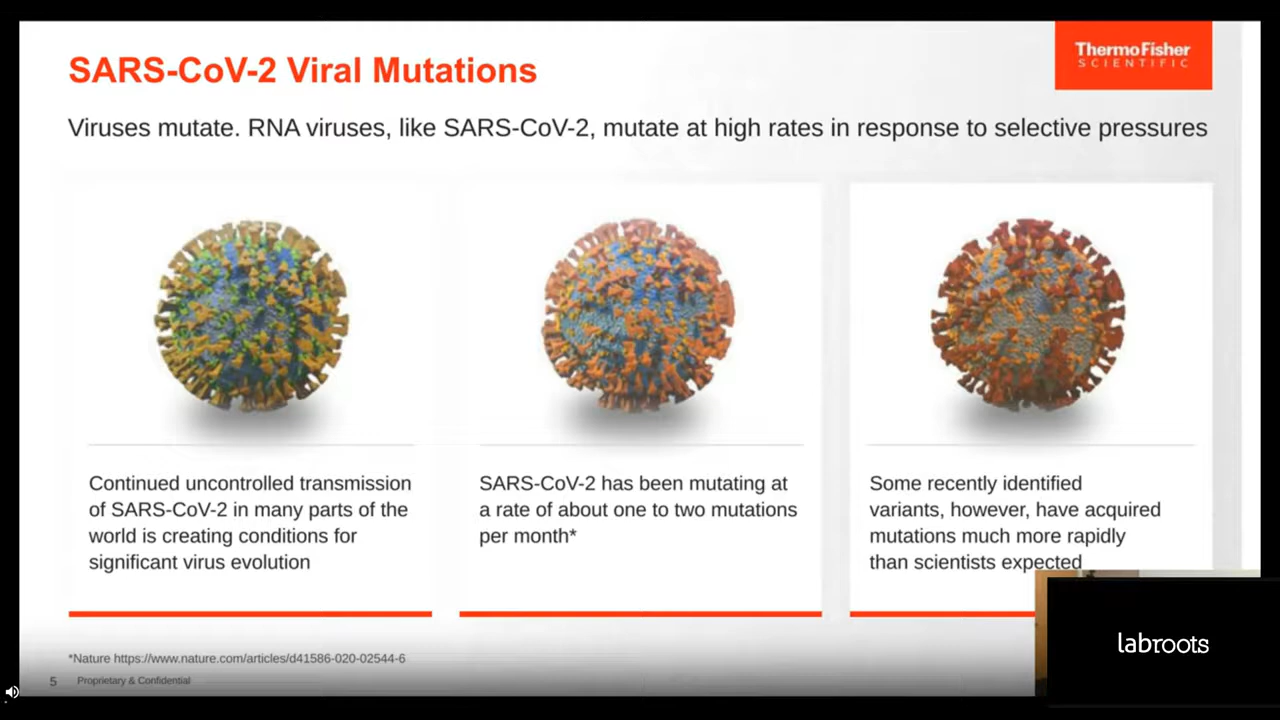 SARS-CoV-2 Viral Mutations
ThermoFisher
SCIENTIFIC
Viruses mutate. RNA viruses, like SARS-CoV-2, mutate at high rates in response to selective pressures
Continued uncontrolled transmission
of SARS-CoV-2 in many parts of the
world is creating conditions for
significant virus evolution
SARS-CoV-2 has been mutating at
a rate of about one to two mutations
per month*
Some recently identified
variants, however, have acquired
mutations much more rapidly
than scientists expected
*Nature https://www.nature.com/articles/d41586-020-02544-6
5 Proprietary & Confidential
labroots